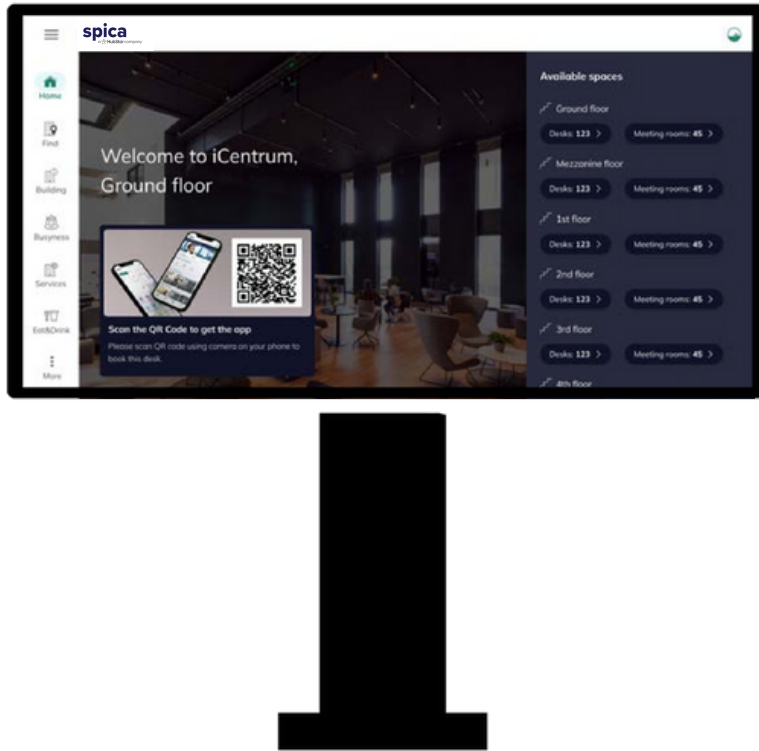 spica
a HubStar company
Home
Find
Building
Busyness
Services
Eat&Drink
More
Welcome to iCentrum,
Ground floor
Scan the QR Code to get the app
Please scan QR code using camera on your phone to
book this desk.
Available spaces
Ground floor
Desks: 123 > Meeting rooms: 45 >
Mezzanine floor
Desks: 123 > Meeting rooms: 45 >
1st floor
Desks: 123 > Meeting rooms: 45 >
2nd floor
Desks: 123 > Meeting rooms: 45 >
3rd floor
Desks: 123 > Meeting rooms: 45 >
4th floor